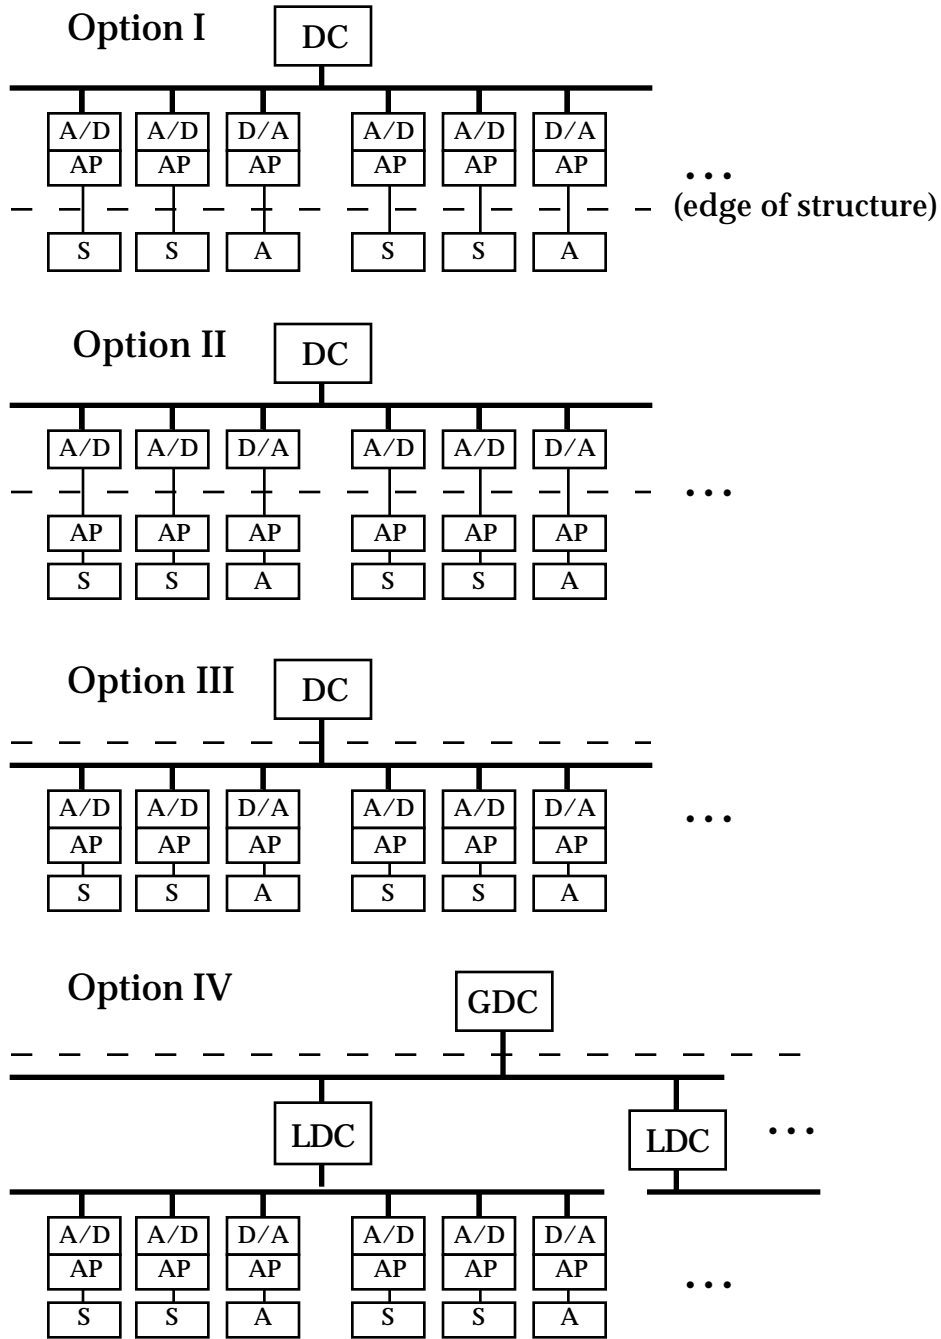 Option I
DC
A/D A/D D/A A/D A/D D/A
AP AP AP AP AP AP
...
(edge of structure)
S S A S S A
Option II
DC
A/D A/D D/A A/D A/D D/A
...
AP AP AP AP AP AP
S S A S S A
Option III
DC
A/D A/D D/A A/D A/D D/A
...
AP AP AP AP AP AP
S S A S S A
Option IV
GDC
LDC LDC ...
A/D A/D D/A A/D A/D D/A
AP AP AP AP AP AP
...
S S A S S A